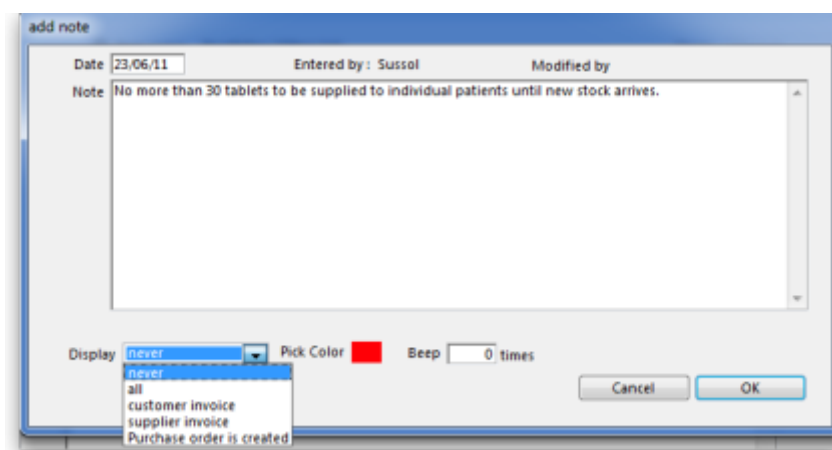 add note
Date 23/06/11 Entered by : Sussol Modified by
Note No more than 30 tablets to be supplied to individual patients until new stock arrives.
Display never Pick Color Beep 0 times
never
all
customer invoice
supplier invoice
Purchase order is created
Cancel OK